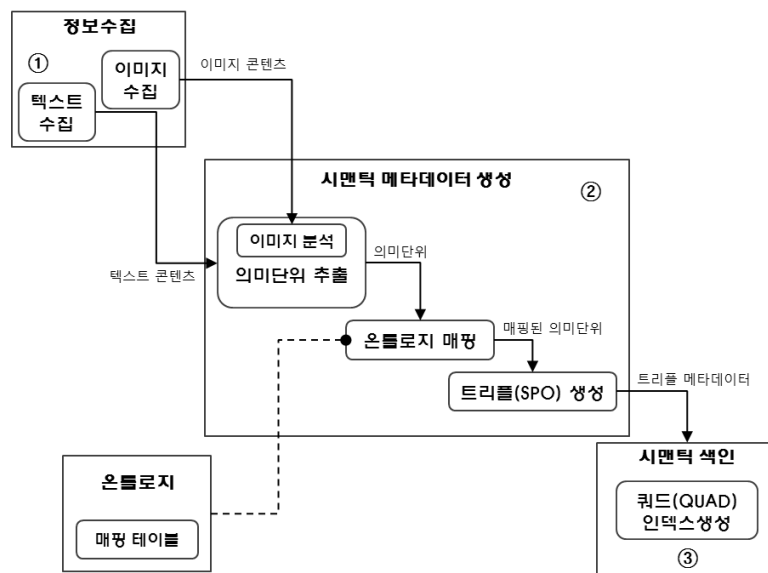 정보수집
①
이미지
수집
텍스트
수집
이미지 콘텐츠
시맨틱 메타데이터 생성
②
이미지 분석
의미단위 추출
텍스트 콘텐츠
의미단위
온톨로지 매핑
매핑된 의미단위
트리플(SPO) 생성
트리플 메타데이터
온톨로지
매핑 테이블
시맨틱 색인
쿼드(QUAD)
인덱스생성
③